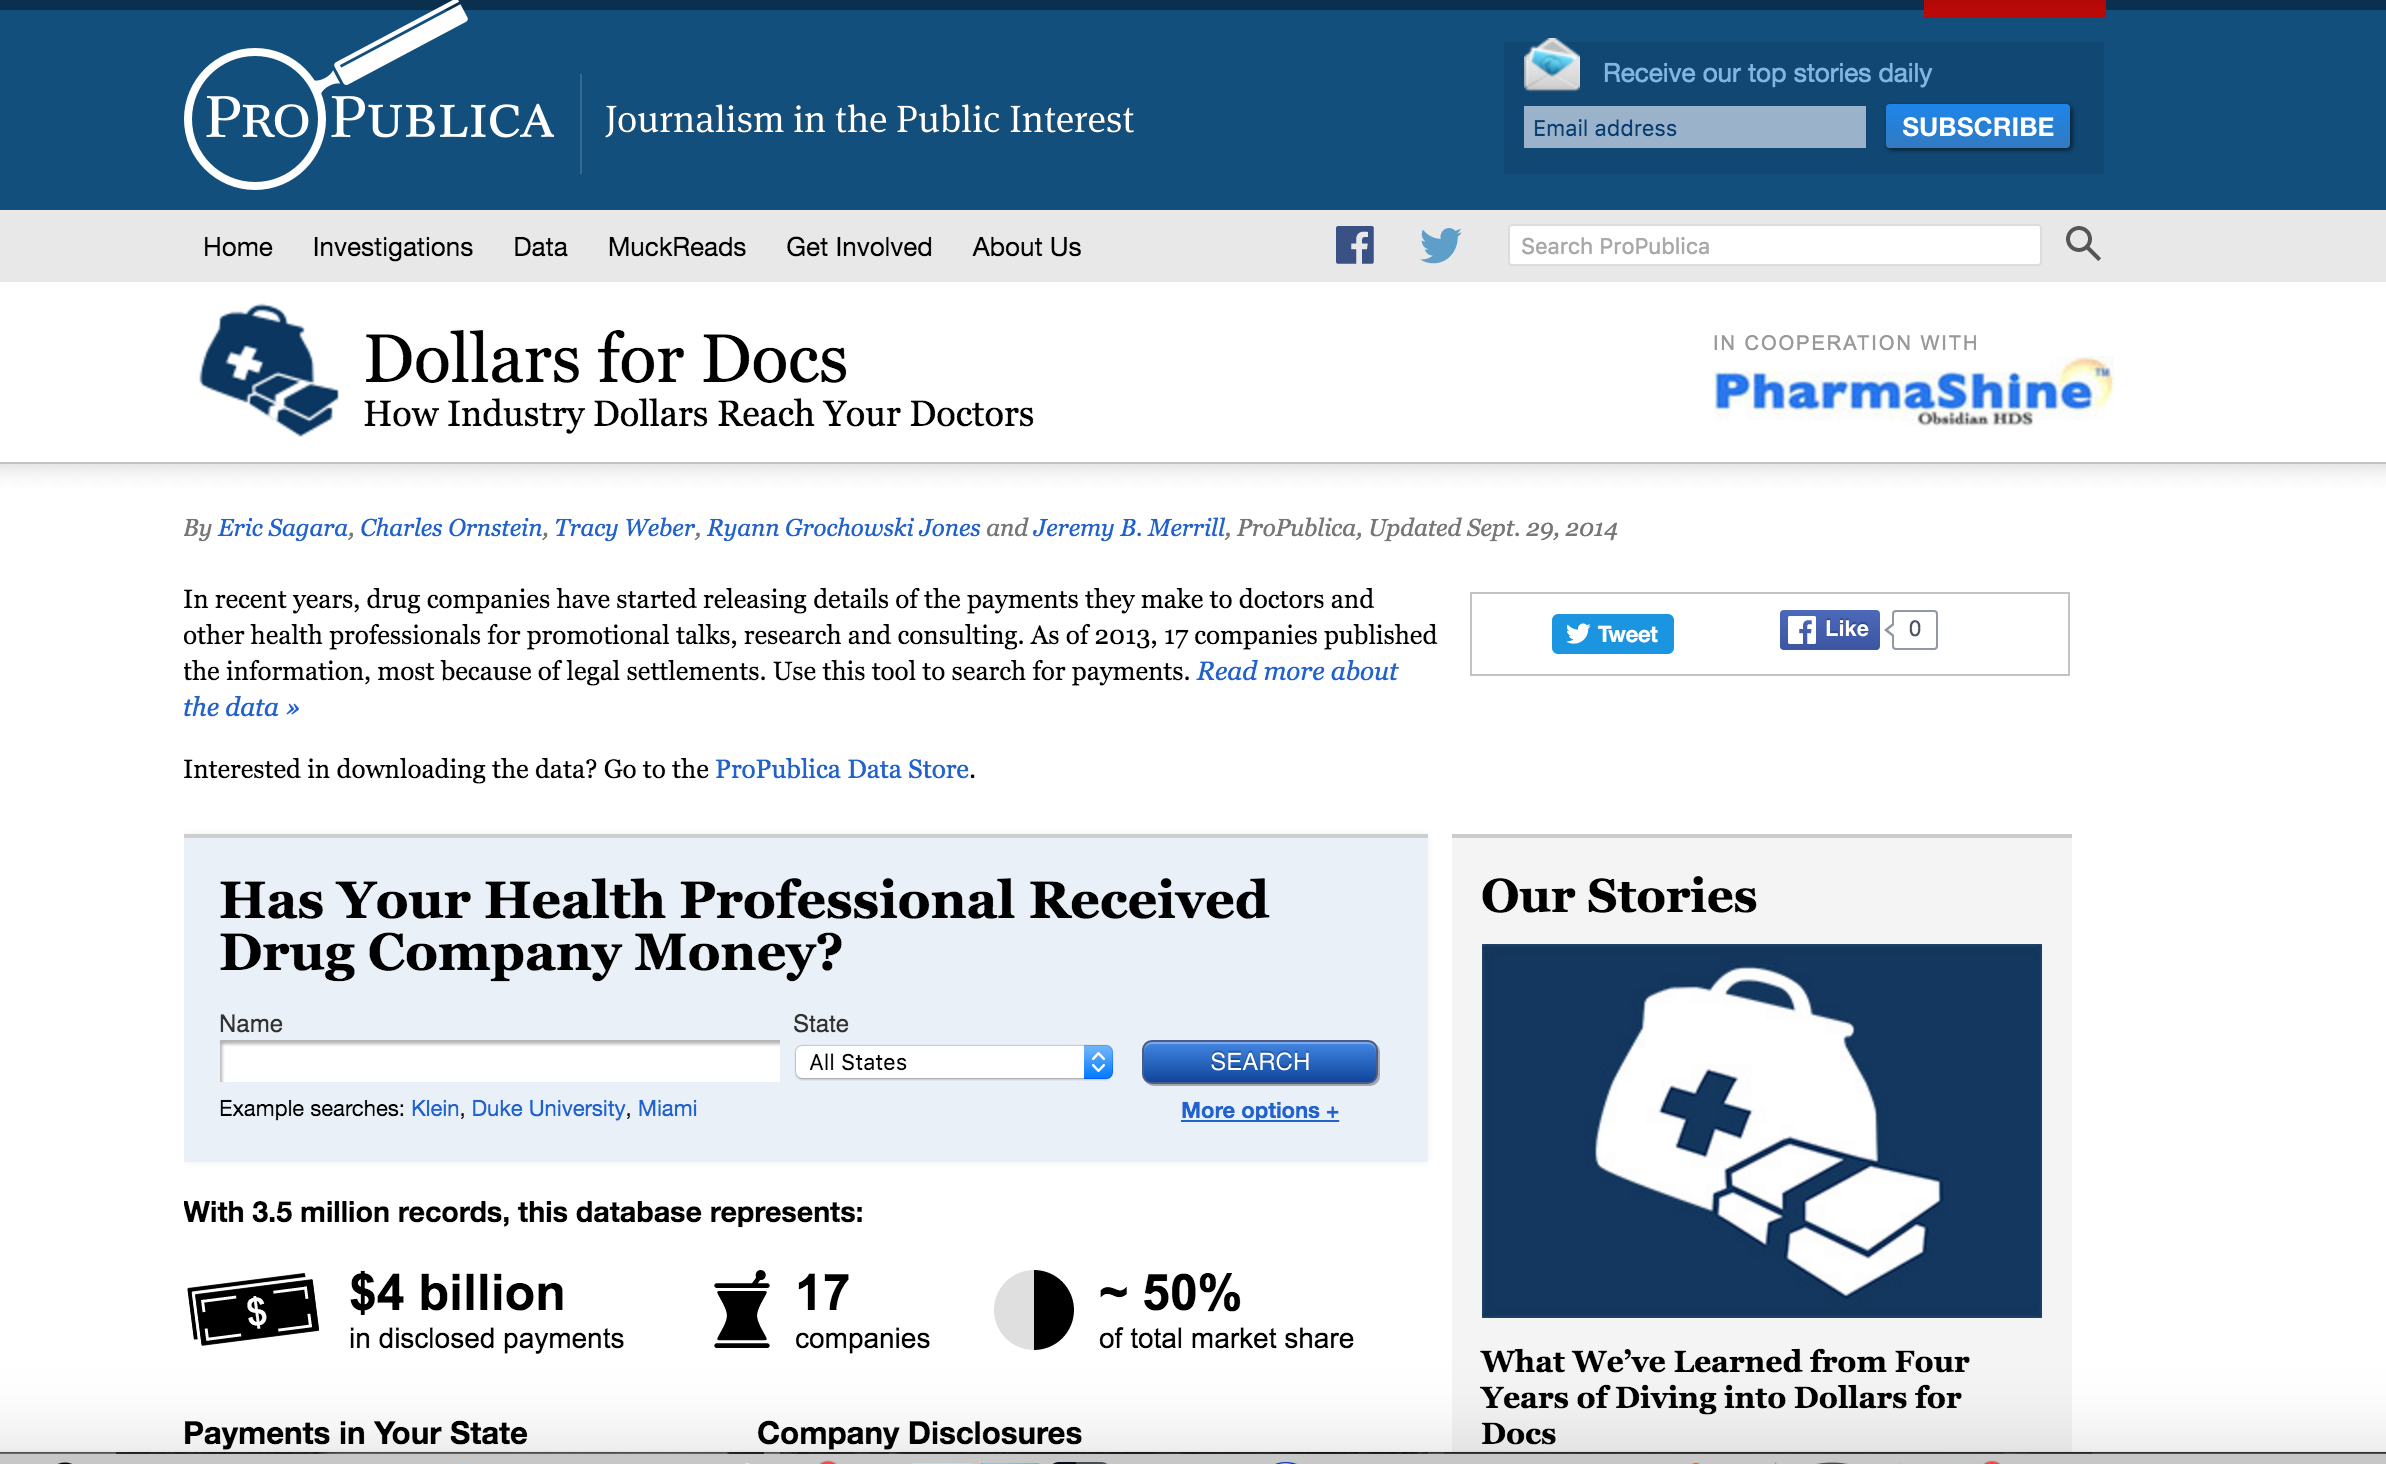 PROPUBLICA
Journalism in the Public Interest
Receive our top stories daily
Email address
SUBSCRIBE
Home Investigations Data MuckReads Get Involved About Us
Search ProPublica
Dollars for Docs
How Industry Dollars Reach Your Doctors
IN COOPERATION WITH
PharmaShine™
Obsidian HDS
By Eric Sagara, Charles Ornstein, Tracy Weber, Ryann Grochowski Jones and Jeremy B. Merrill, ProPublica, Updated Sept. 29, 2014
In recent years, drug companies have started releasing details of the payments they make to doctors and
other health professionals for promotional talks, research and consulting. As of 2013, 17 companies published
the information, most because of legal settlements. Use this tool to search for payments. Read more about
the data »
Tweet
Like 0
Interested in downloading the data? Go to the ProPublica Data Store.
Has Your Health Professional Received
Drug Company Money?
Name
State
All States
SEARCH
Example searches: Klein, Duke University, Miami
More options +
With 3.5 million records, this database represents:
$
$4 billion
in disclosed payments
17
companies
~ 50%
of total market share
Payments in Your State
Company Disclosures
Our Stories
What We’ve Learned from Four
Years of Diving into Dollars for
Docs